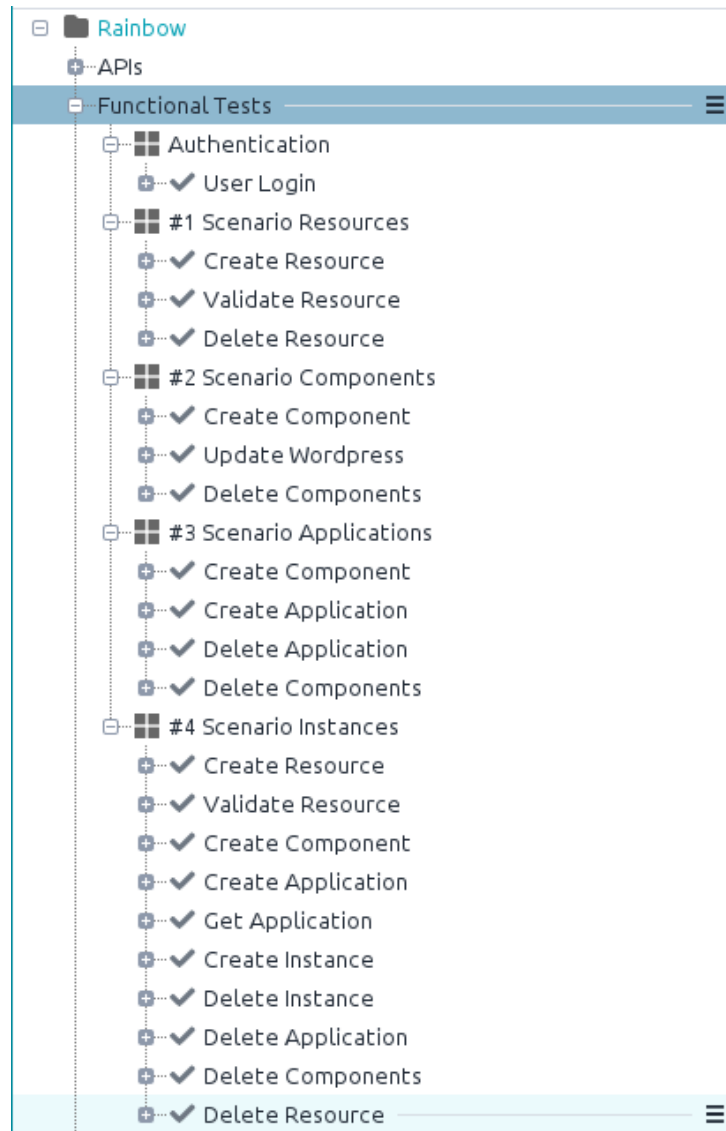 Rainbow
APIs
Functional Tests
Authentication
User Login
#1 Scenario Resources
Create Resource
Validate Resource
Delete Resource
#2 Scenario Components
Create Component
Update Wordpress
Delete Components
#3 Scenario Applications
Create Component
Create Application
Delete Application
Delete Components
#4 Scenario Instances
Create Resource
Validate Resource
Create Component
Create Application
Get Application
Create Instance
Delete Instance
Delete Application
Delete Components
Delete Resource